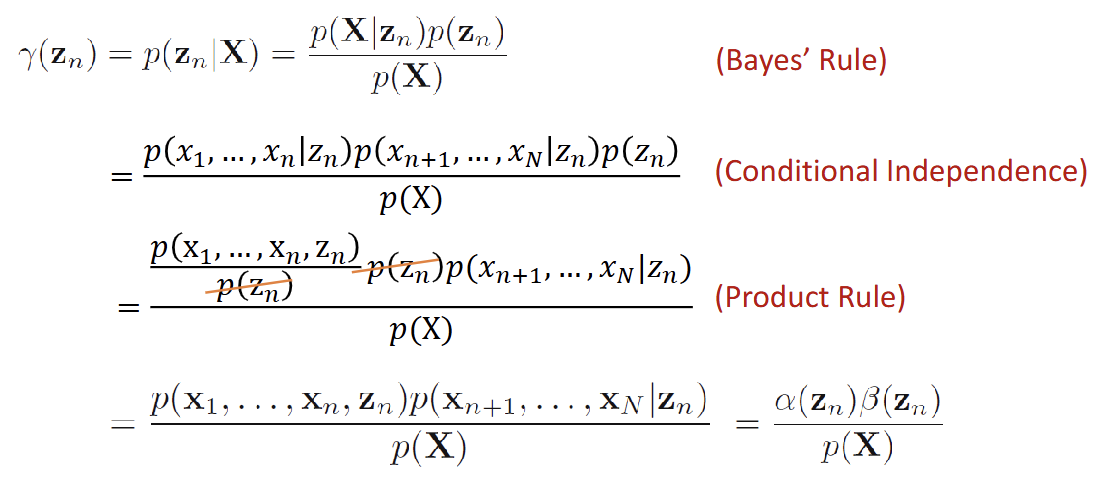 γ(z_n) = p(z_n|X) = p(X|z_n)p(z_n) / p(X) (Bayes’ Rule)
= p(x_1, …, x_n|z_n)p(x_{n+1}, …, x_N|z_n)p(z_n) / p(X) (Conditional Independence)
= p(x_1, …, x_n, z_n) / p(z_n) p(z_n)p(x_{n+1}, …, x_N|z_n) / p(X) (Product Rule)
= p(x_1, . . . , x_n, z_n)p(x_{n+1}, . . . , x_N|z_n) / p(X) = α(z_n)β(z_n) / p(X)